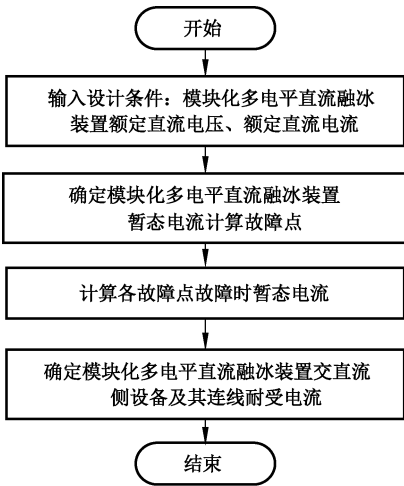 开始
输入设计条件：模块化多电平直流融冰
装置额定直流电压、额定直流电流
确定模块化多电平直流融冰装置
暂态电流计算故障点
计算各故障点故障时暂态电流
确定模块化多电平直流融冰装置交直流
侧设备及其连线耐受电流
结束